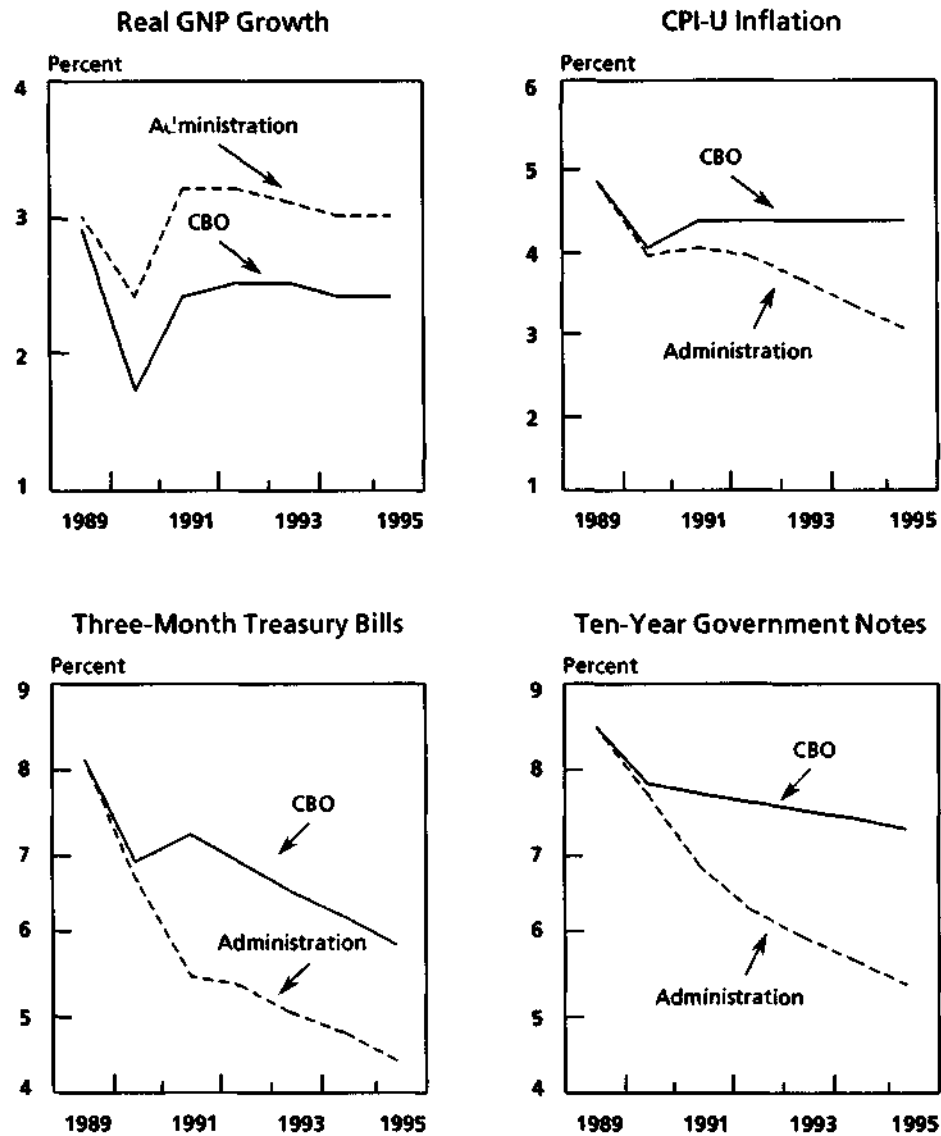 Real GNP Growth
Percent
4
3
2
1
Administration
CBO
1989 1991 1993 1995
CPI-U Inflation
Percent
6
5
4
3
2
1
CBO
Administration
1989 1991 1993 1995
Three-Month Treasury Bills
Percent
9
8
7
6
5
4
CBO
Administration
1989 1991 1993 1995
Ten-Year Government Notes
Percent
9
8
7
6
5
4
CBO
Administration
1989 1991 1993 1995